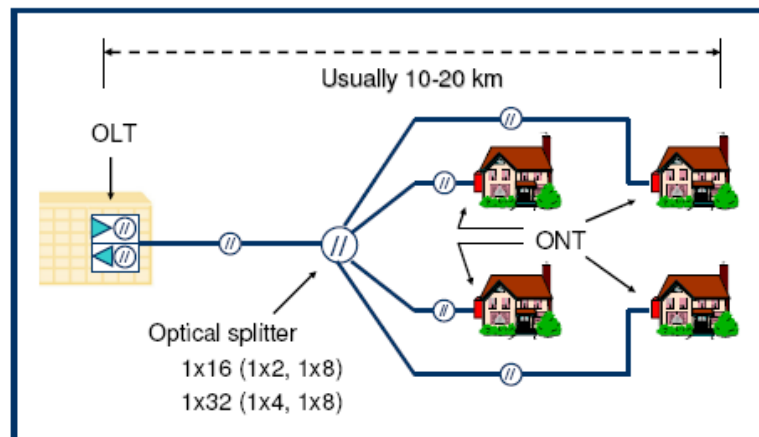 Usually 10-20 km
OLT
ONT
Optical splitter
1x16 (1x2, 1x8)
1x32 (1x4, 1x8)